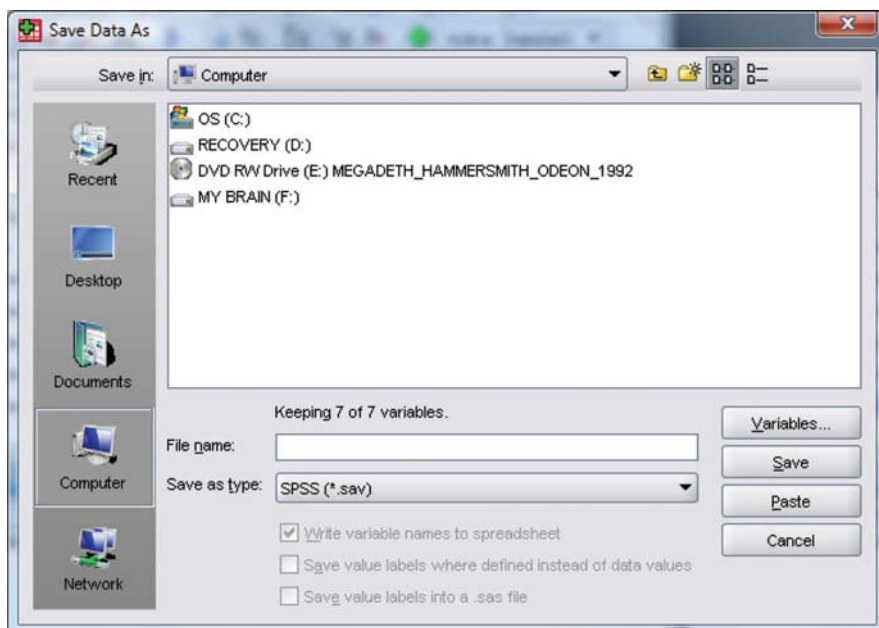 Save Data As
Save in: Computer
OS (C:)
RECOVERY (D:)
DVD RW Drive (E:) MEGADETH_HAMMERSMITH_ODEON_1992
MY BRAIN (F:)
Recent
Desktop
Documents
Computer
Network
Keeping 7 of 7 variables.
File name:
Save as type: SPSS (*.sav)
Write variable names to spreadsheet
Save value labels where defined instead of data values
Save value labels into a .sas file
Variables...
Save
Paste
Cancel